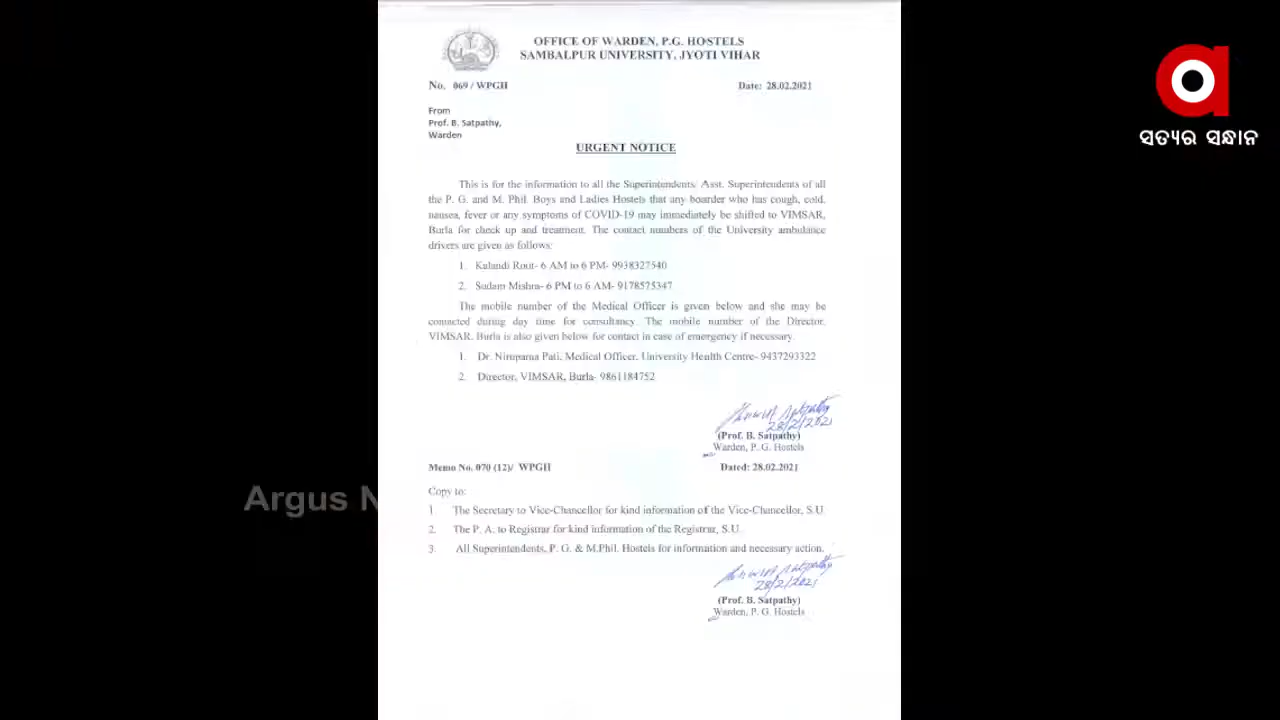 OFFICE OF WARDEN, P.G. HOSTELS
SAMBALPUR UNIVERSITY, JYOTI VIHAR
No. 069 / WPGH
Date: 28.02.2021
From
Prof. B. Satpathy,
Warden
URGENT NOTICE
This is for the information to all the Superintendents/ Asst. Superintendents of all
the P. G. and M. Phil. Boys and Ladies Hostels that any boarder who has cough, cold,
nausea, fever or any symptoms of COVID-19 may immediately be shifted to VIMSAR,
Burla for check up and treatment. The contact numbers of the University ambulance
drivers are given as follows:
1. Kalandi Rout- 6 AM to 6 PM- 9938327540
2. Sudam Mishra- 6 PM to 6 AM- 9178575347
The mobile number of the Medical Officer is given below and she may be
contacted during day time for consultancy. The mobile number of the Director,
VIMSAR, Burla is also given below for contact in case of emergency if necessary.
1. Dr. Nirupama Pati, Medical Officer, University Health Centre- 9437293322
2. Director, VIMSAR, Burla- 9861184752
Satpathy
28/2/2021
(Prof. B. Satpathy)
Warden, P. G. Hostels
Memo No. 070 (12)/ WPGH
Dated: 28.02.2021
Copy to:
1. The Secretary to Vice-Chancellor for kind information of the Vice-Chancellor, S.U.
2. The P. A. to Registrar for kind information of the Registrar, S.U.
3. All Superintendents, P. G. & M.Phil. Hostels for information and necessary action.
Satpathy
28/2/2021
(Prof. B. Satpathy)
Warden, P. G. Hostels
ସତ୍ୟର ସନ୍ଧାନ
Argus N